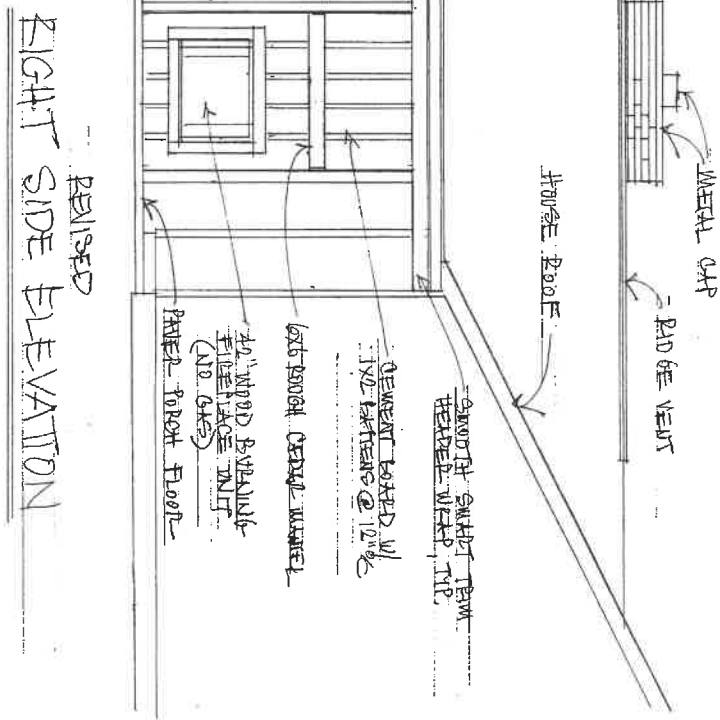 METAL CAP
RIDGE VENT
HOUSE ROOF
SMOOTH SMART TRIM
HEADER WRAP, TYP.
CEMENT BOARD W/
1X2 BATTENS @ 12" O/C
6X6 ROUGH CEDAR MANTEL
42" WOOD BURNING
FIREPLACE UNIT
(NO GAS)
PAVER PORCH FLOOR
REVISED
RIGHT SIDE ELEVATION